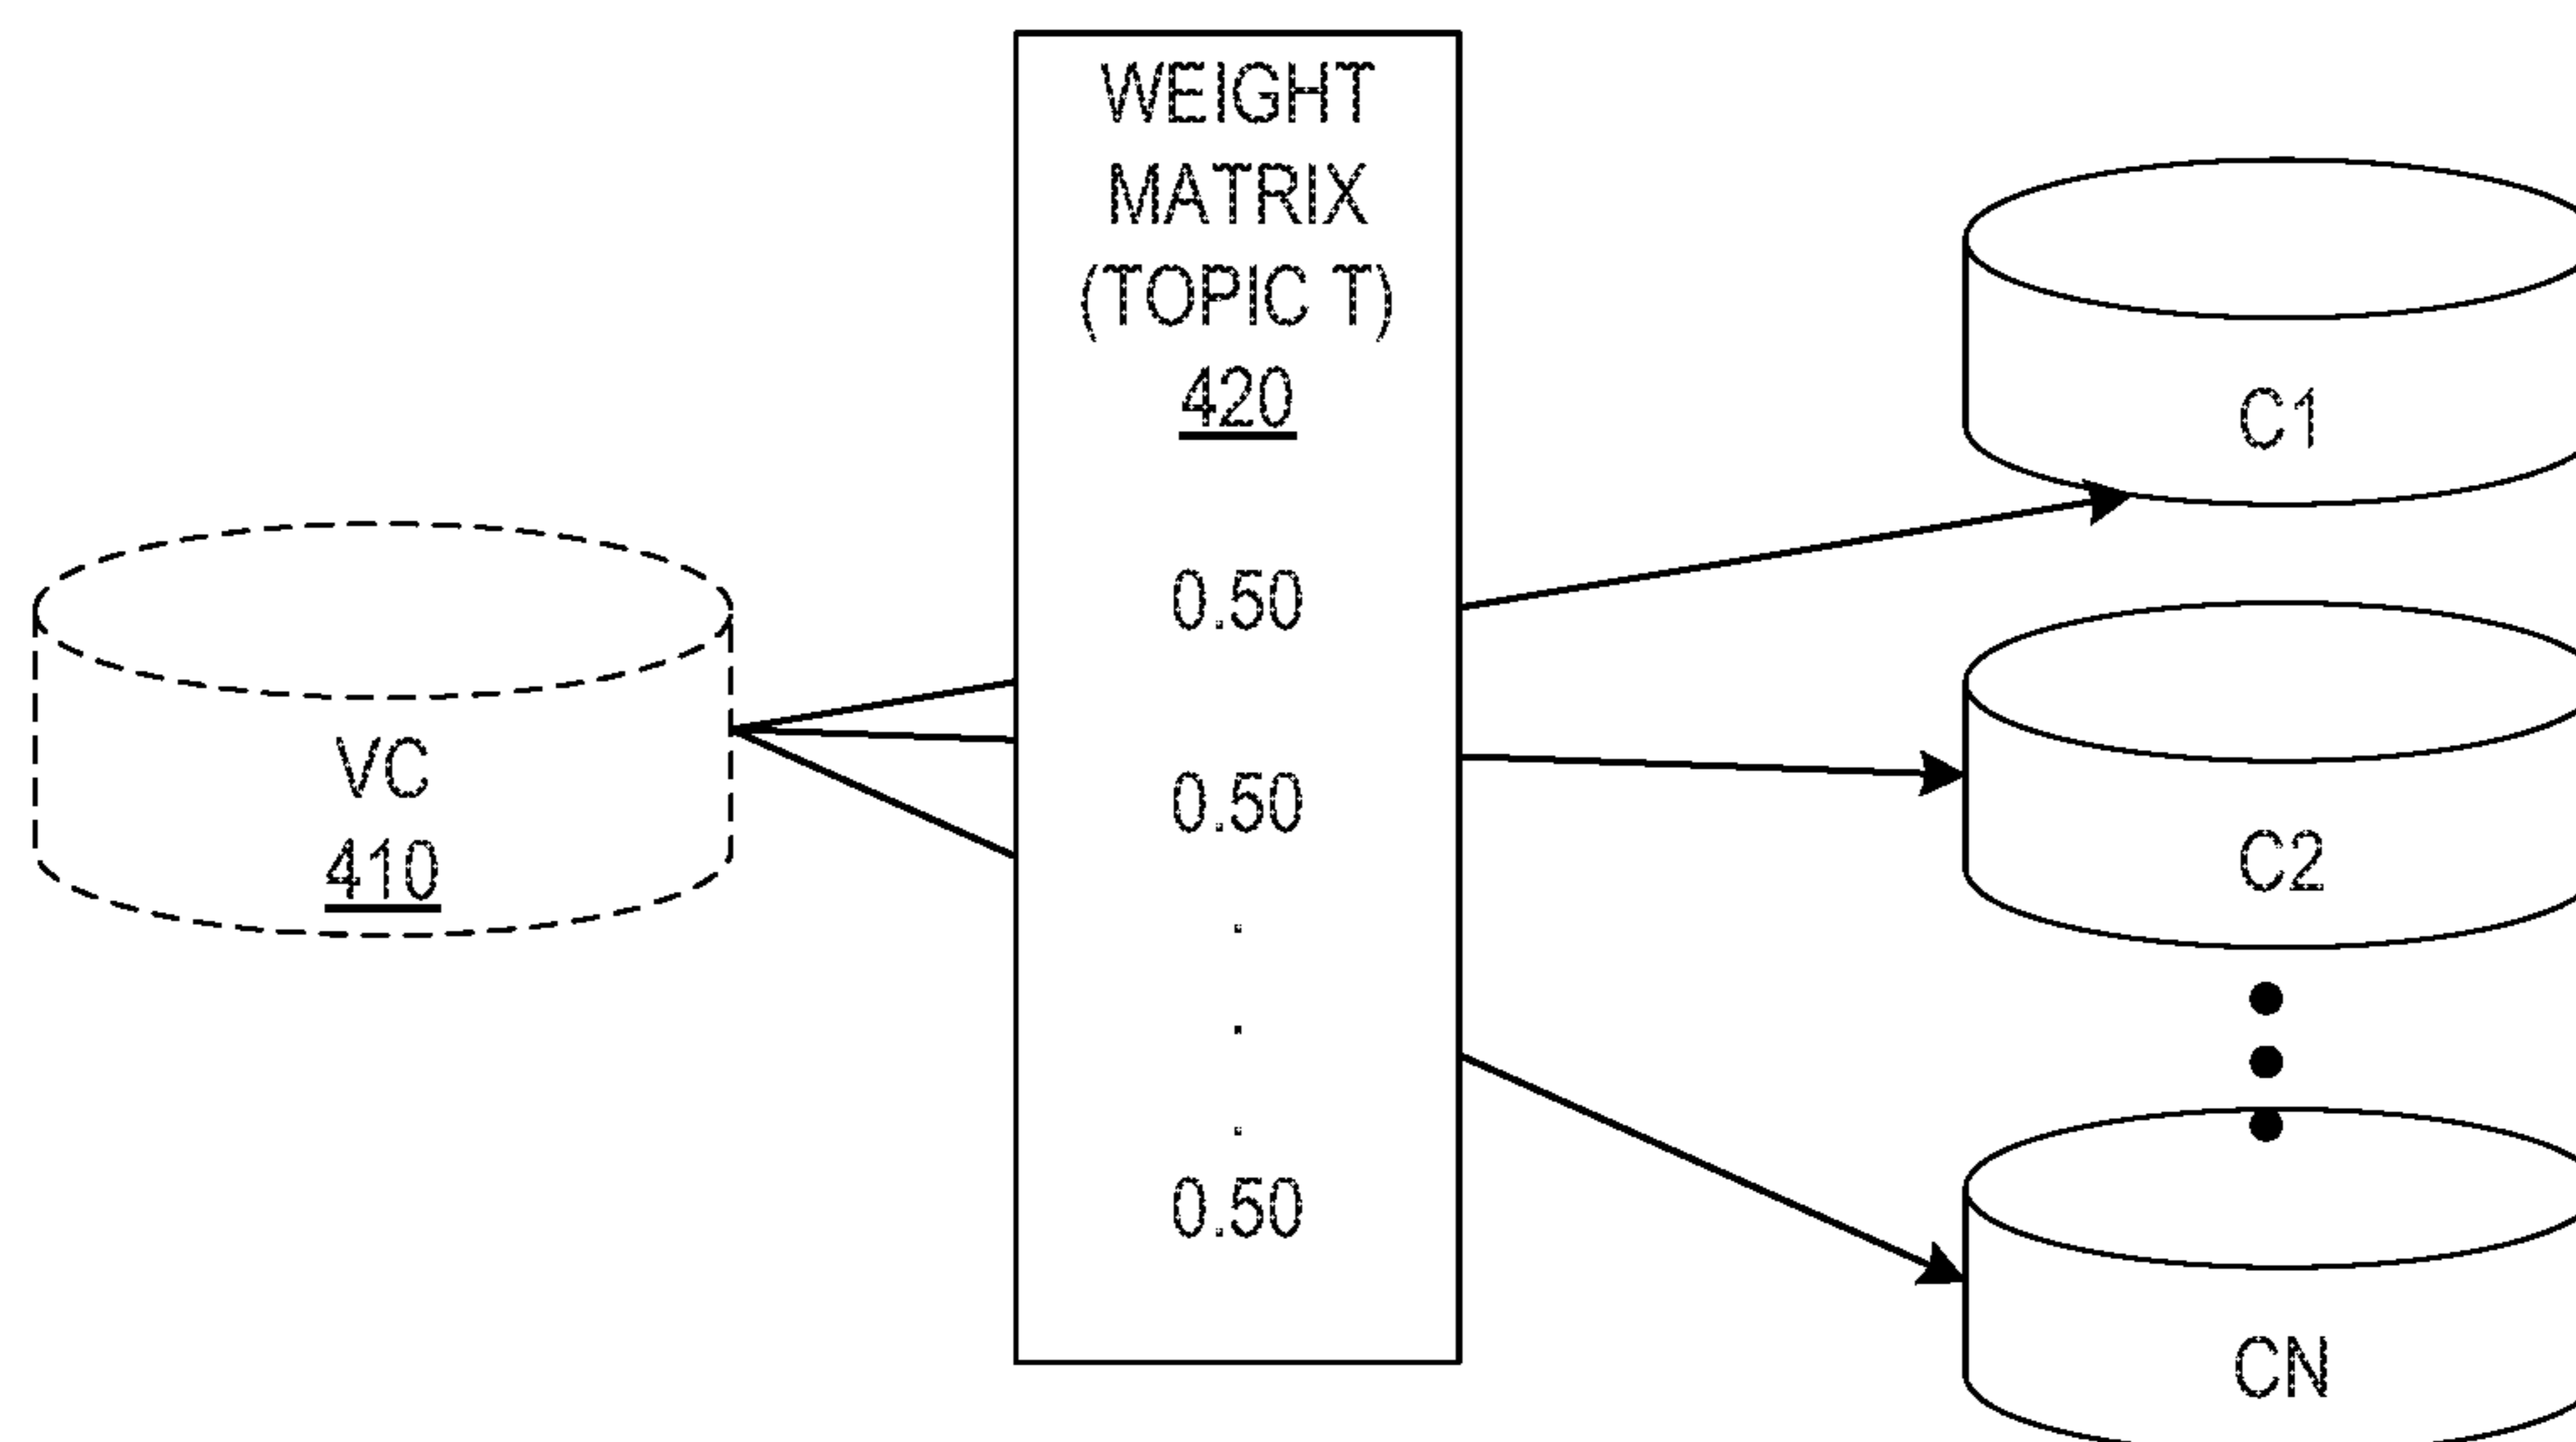 WEIGHT
MATRIX
(TOPIC T)
420
0.50
0.50
.
.
.
0.50
VC
410
C1
C2
CN